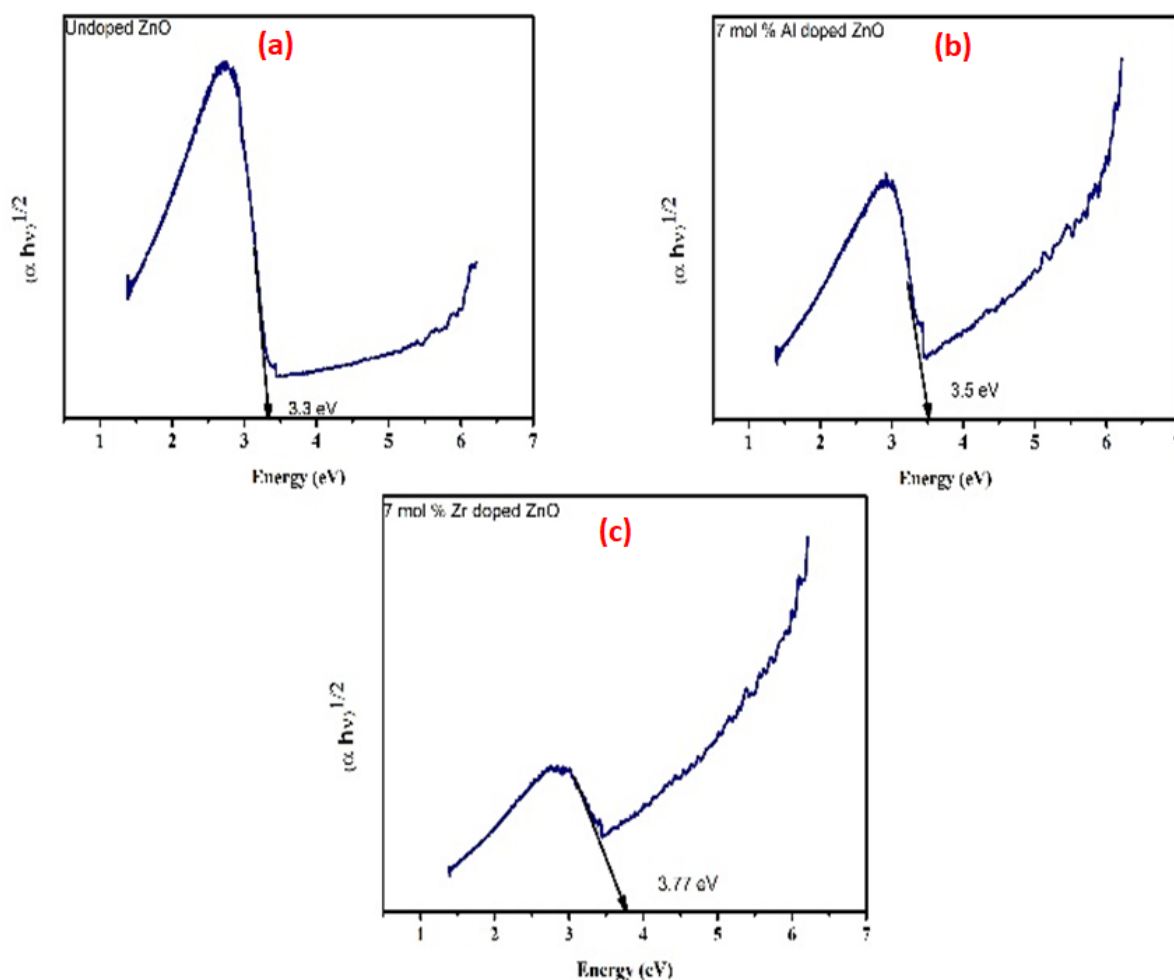 Undoped ZnO
(a)
(α hν)1/2
3.3 eV
1 2 3 4 5 6 7
Energy (eV)
7 mol % Al doped ZnO
(b)
(α hν)1/2
3.5 eV
1 2 3 4 5 6
Energy (eV)
7 mol % Zr doped ZnO
(c)
(α hν)1/2
3.77 eV
1 2 3 4 5 6 7
Energy (eV)